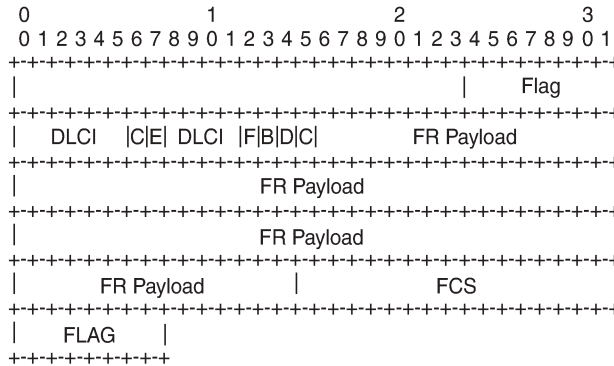 0 1 2 3
0 1 2 3 4 5 6 7 8 9 0 1 2 3 4 5 6 7 8 9 0 1 2 3 4 5 6 7 8 9 0 1
+-+-+-+-+-+-+-+-+-+-+-+-+-+-+-+-+-+-+-+-+-+-+-+-+-+-+-+-+-+-+-+-+
| | Flag
+-+-+-+-+-+-+-+-+-+-+-+-+-+-+-+-+-+-+-+-+-+-+-+-+-+-+-+-+-+-+-+-+
| DLCI |C|E| DLCI |F|B|D|C| FR Payload
+-+-+-+-+-+-+-+-+-+-+-+-+-+-+-+-+-+-+-+-+-+-+-+-+-+-+-+-+-+-+-+-+
| FR Payload
+-+-+-+-+-+-+-+-+-+-+-+-+-+-+-+-+-+-+-+-+-+-+-+-+-+-+-+-+-+-+-+-+
| FR Payload
+-+-+-+-+-+-+-+-+-+-+-+-+-+-+-+-+-+-+-+-+-+-+-+-+-+-+-+-+-+-+-+-+
| FR Payload | FCS
+-+-+-+-+-+-+-+-+-+-+-+-+-+-+-+-+-+-+-+-+-+-+-+-+-+-+-+-+-+-+-+-+
| FLAG |
+-+-+-+-+-+-+-+-+